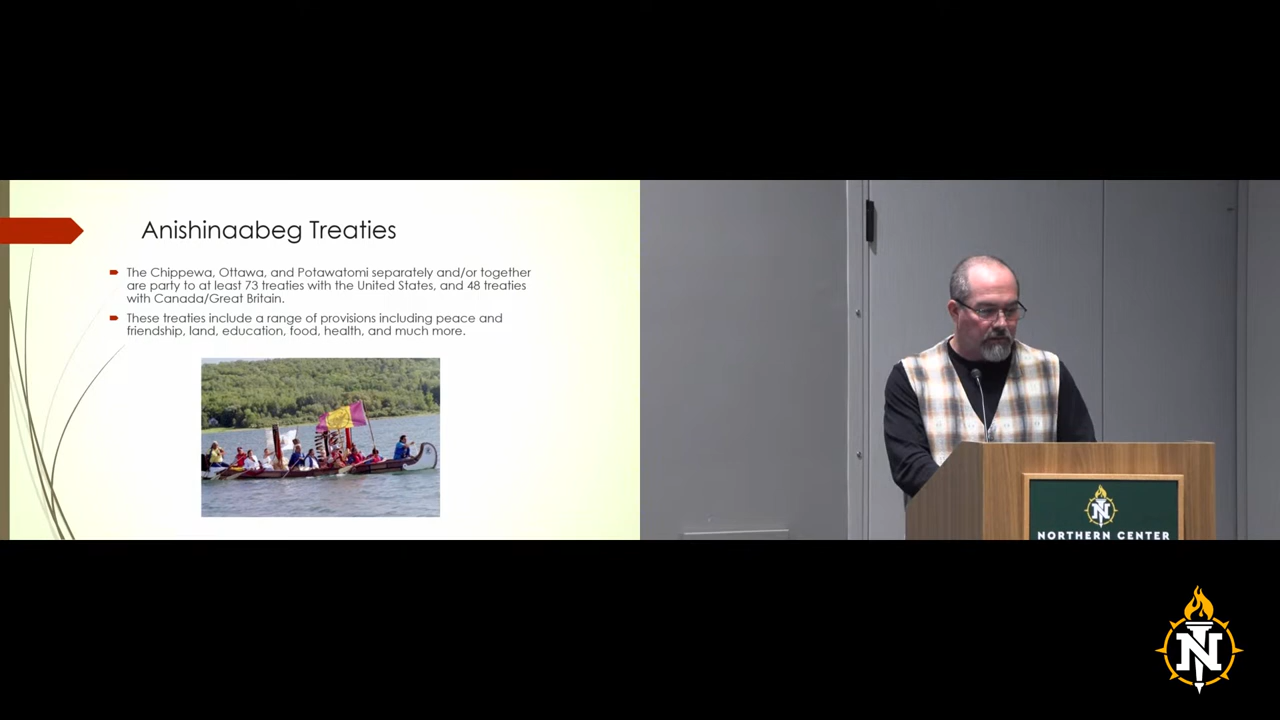 Anishinaabeg Treaties
The Chippewa, Ottawa, and Potawatomi separately and/or together
are party to at least 73 treaties with the United States, and 48 treaties
with Canada/Great Britain.
These treaties include a range of provisions including peace and
friendship, land, education, food, health, and much more.
N
NORTHERN CENTER
N